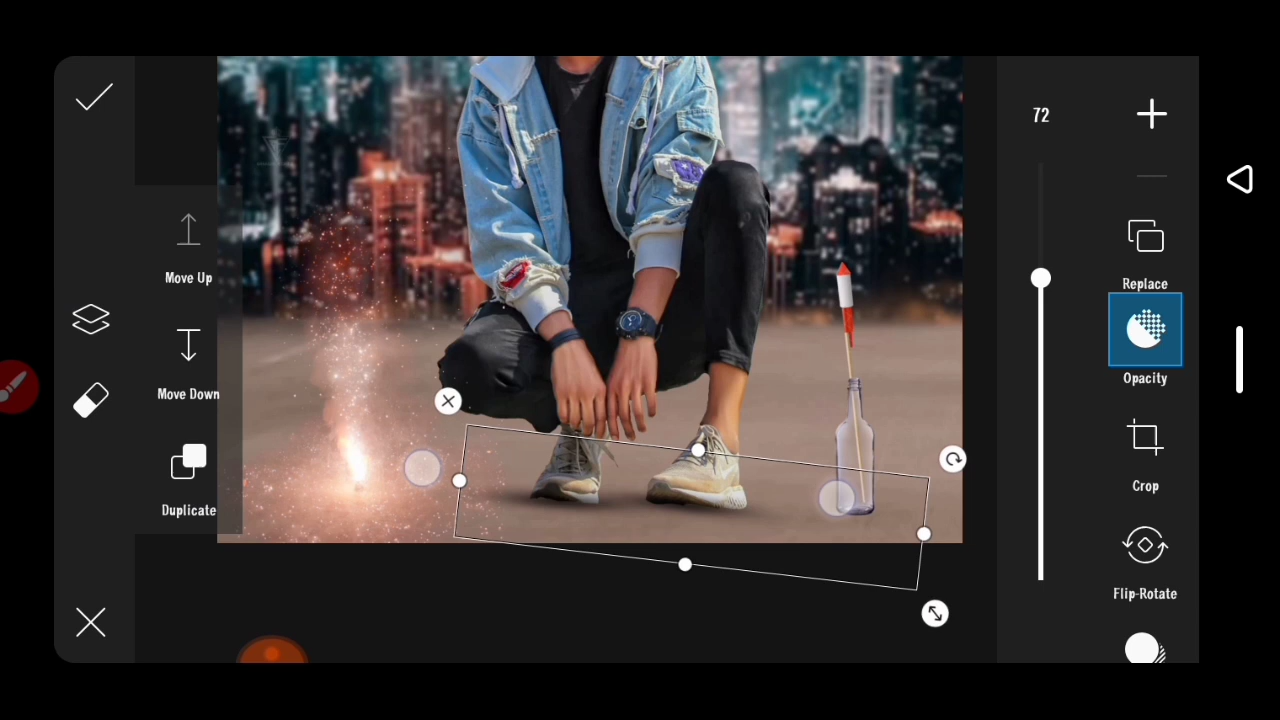 72
Move Up
Replace
Opacity
Move Down
Crop
Duplicate
Flip-Rotate